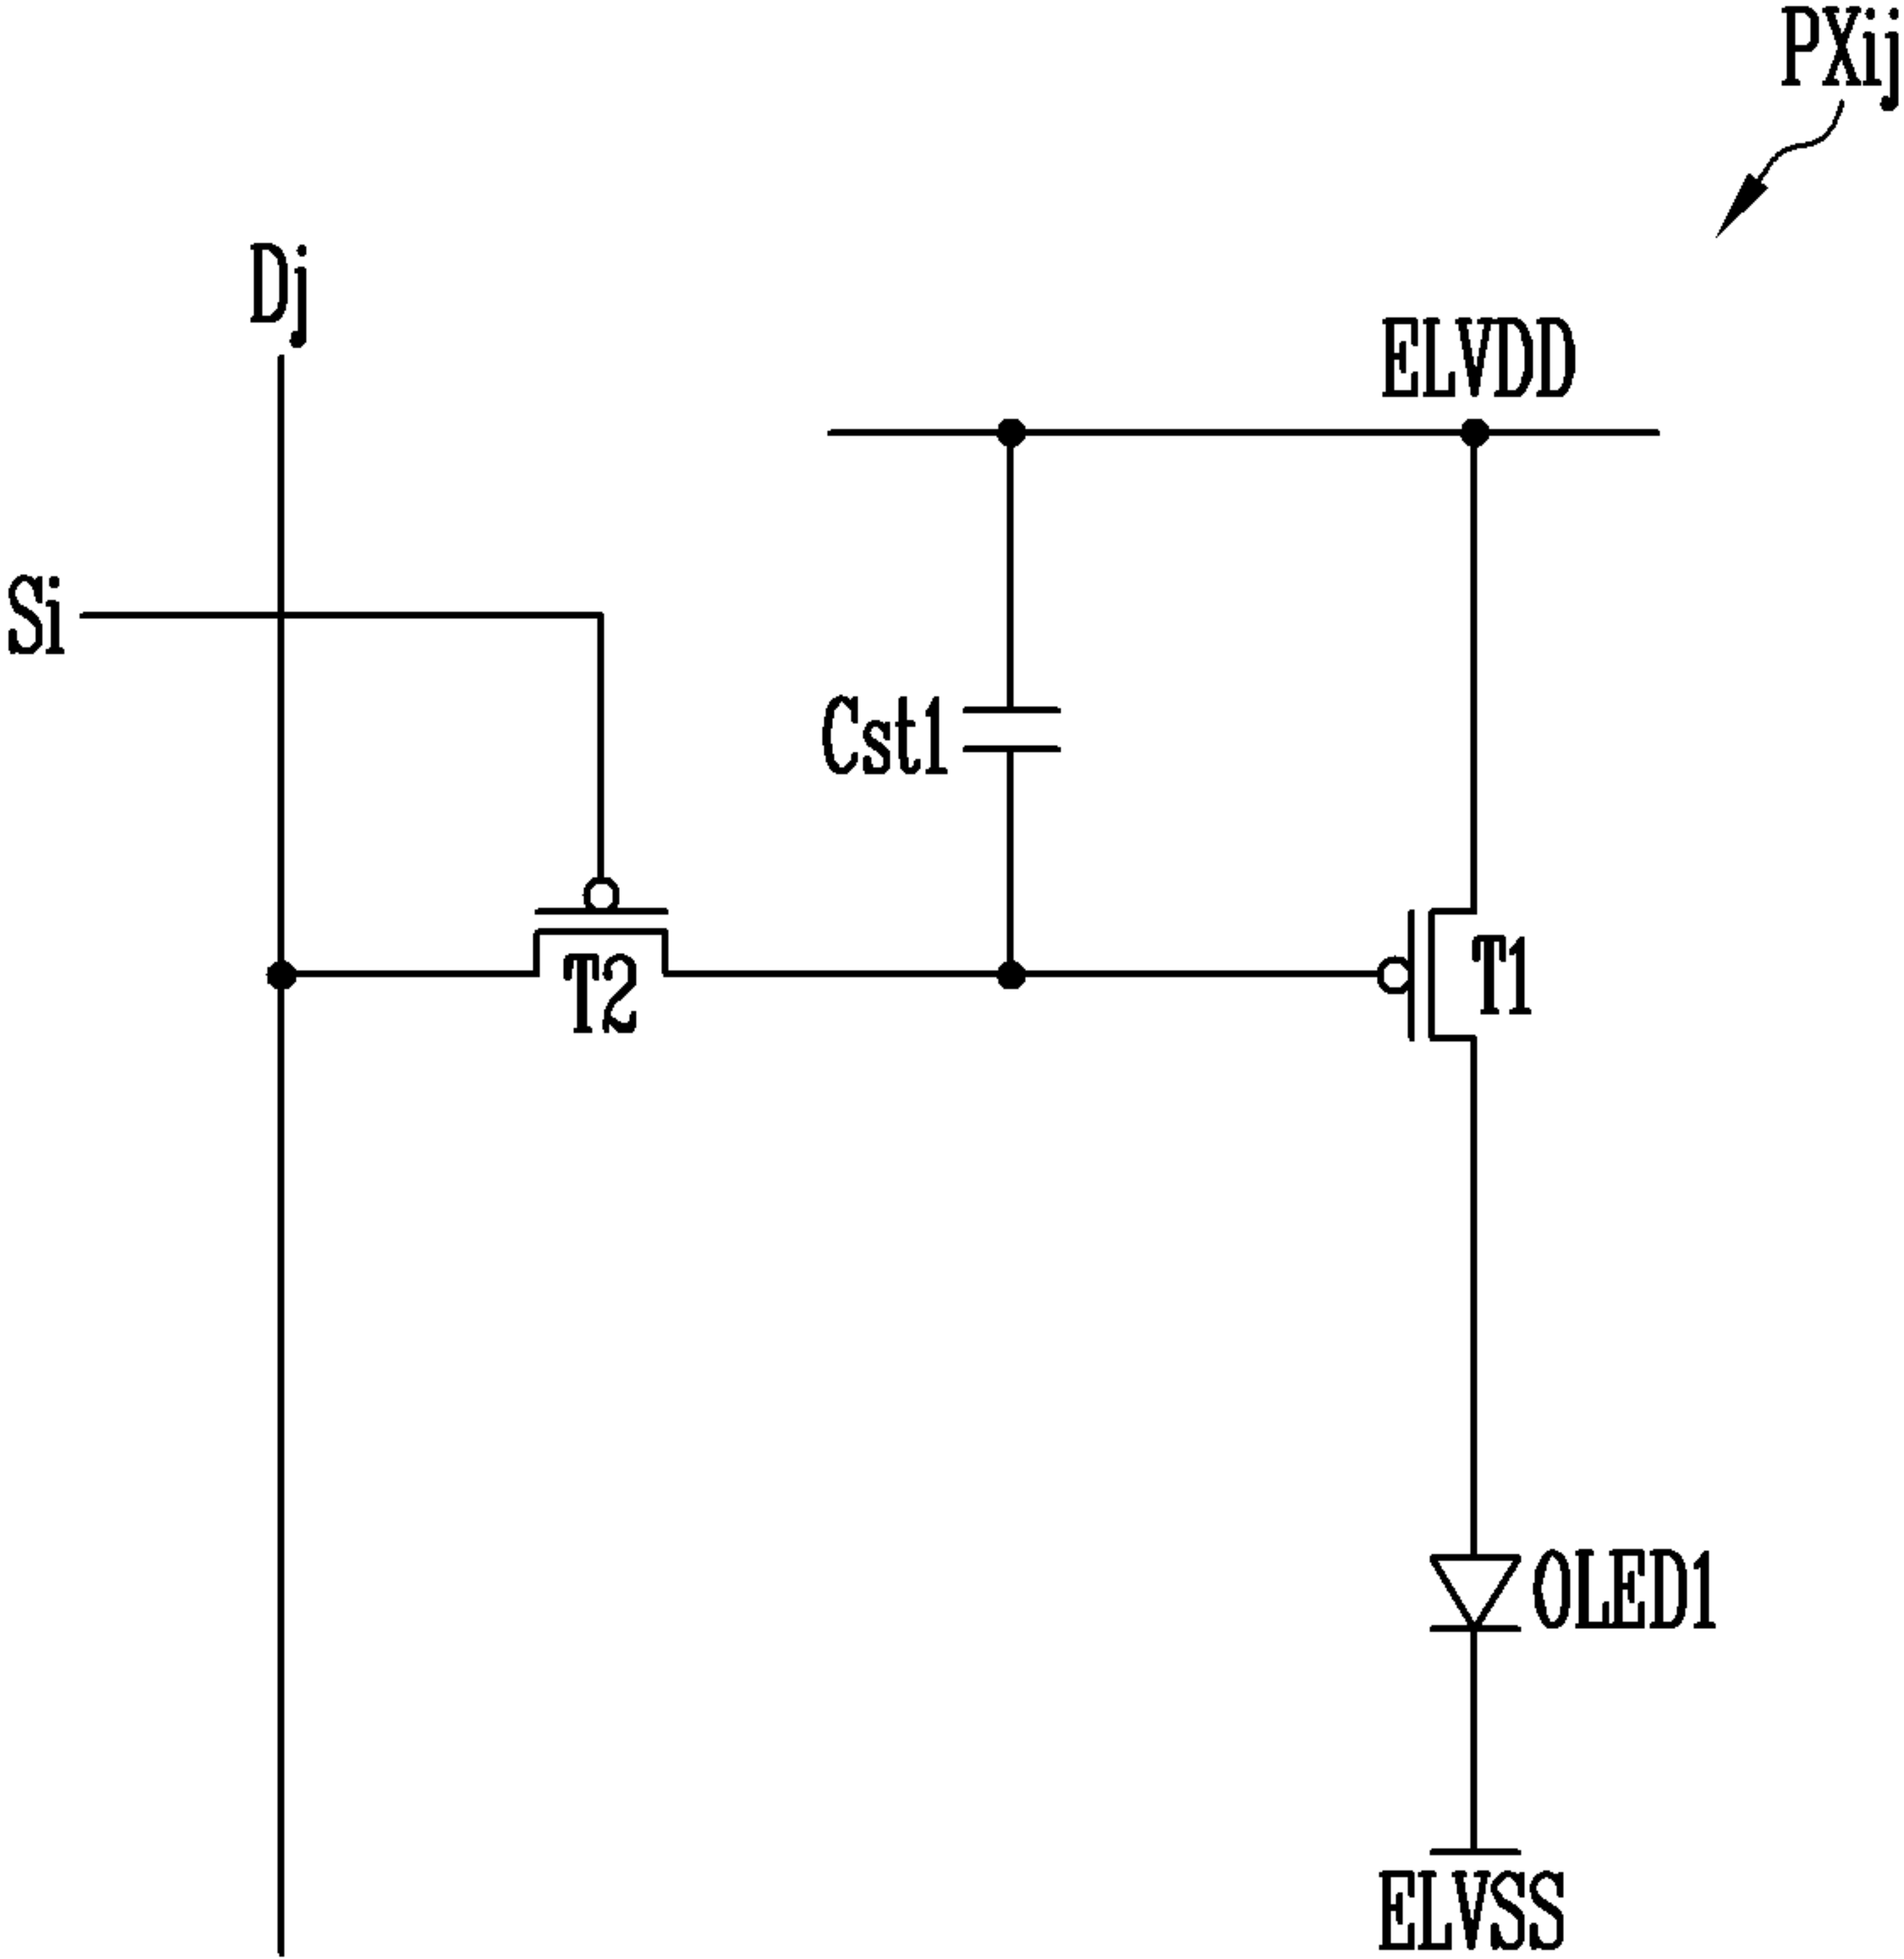 PXij
Dj
ELVDD
Si
Cst1
T2
T1
OLED1
ELVSS